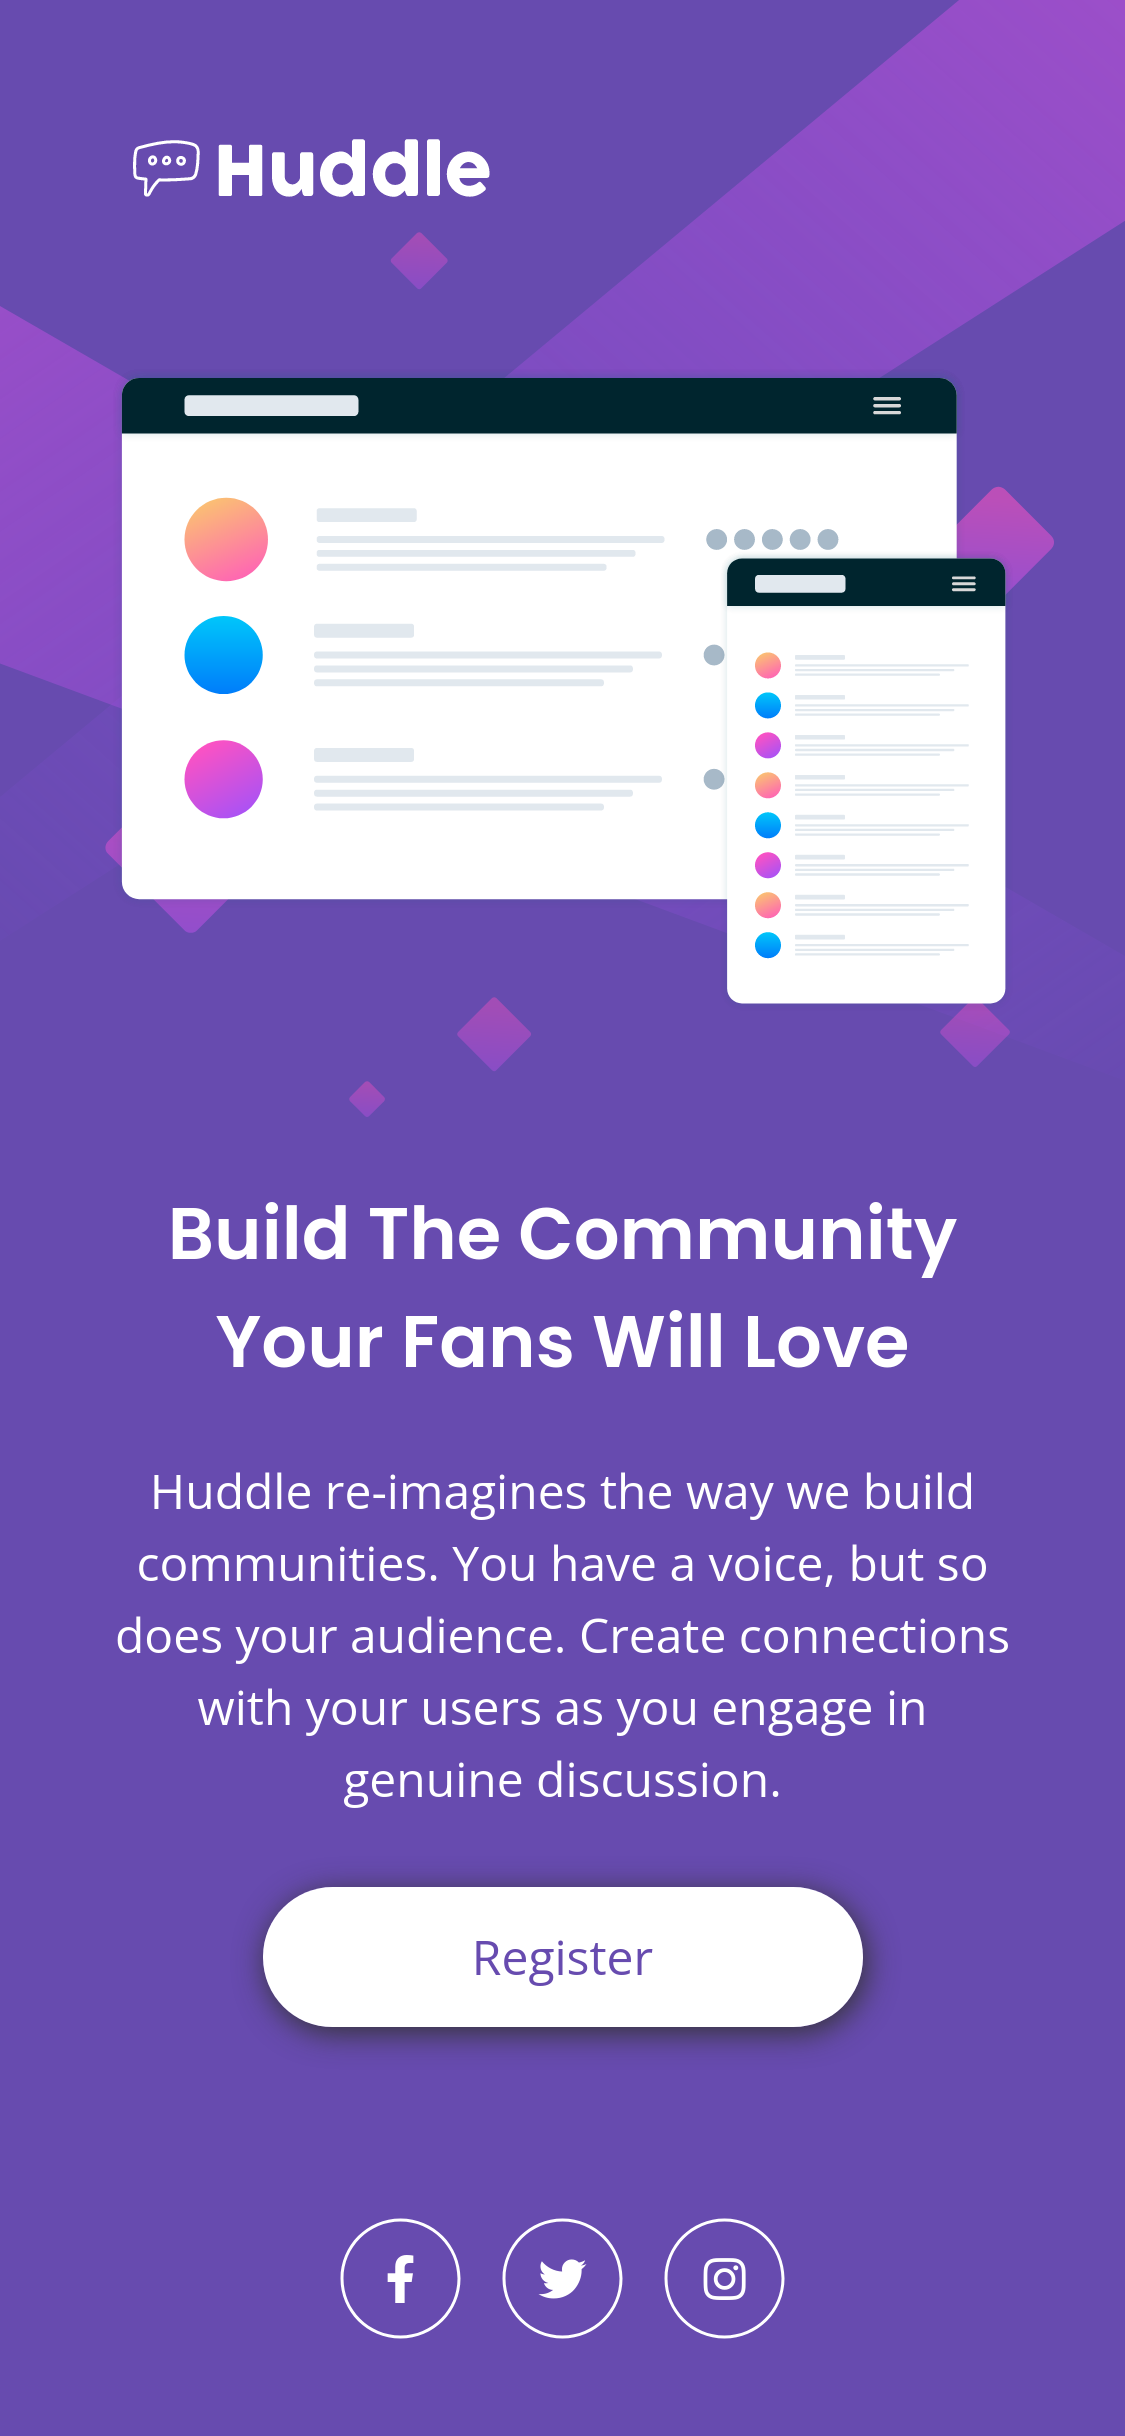 Huddle
Build The Community
Your Fans Will Love
Huddle re-imagines the way we build
communities. You have a voice, but so
does your audience. Create connections
with your users as you engage in
genuine discussion.
Register